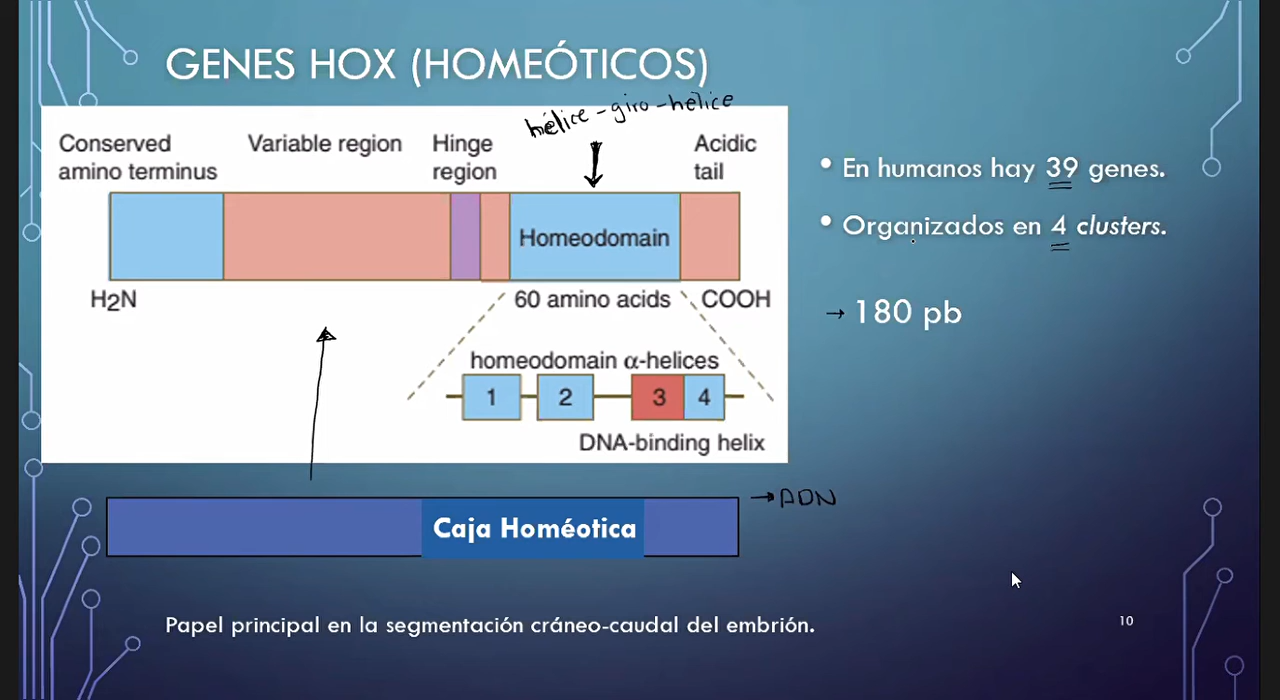 GENES HOX (HOMEÓTICOS)
hélice-giro-hélice
Conserved
amino terminus
Variable region
Hinge
region
Acidic
tail
Homeodomain
H2N
60 amino acids
COOH
homeodomain α-helices
1 2 3 4
DNA-binding helix
• En humanos hay 39 genes.
• Organizados en 4 clusters.
→ 180 pb
Caja Homéotica
→ ADN
Papel principal en la segmentación cráneo-caudal del embrión.
10